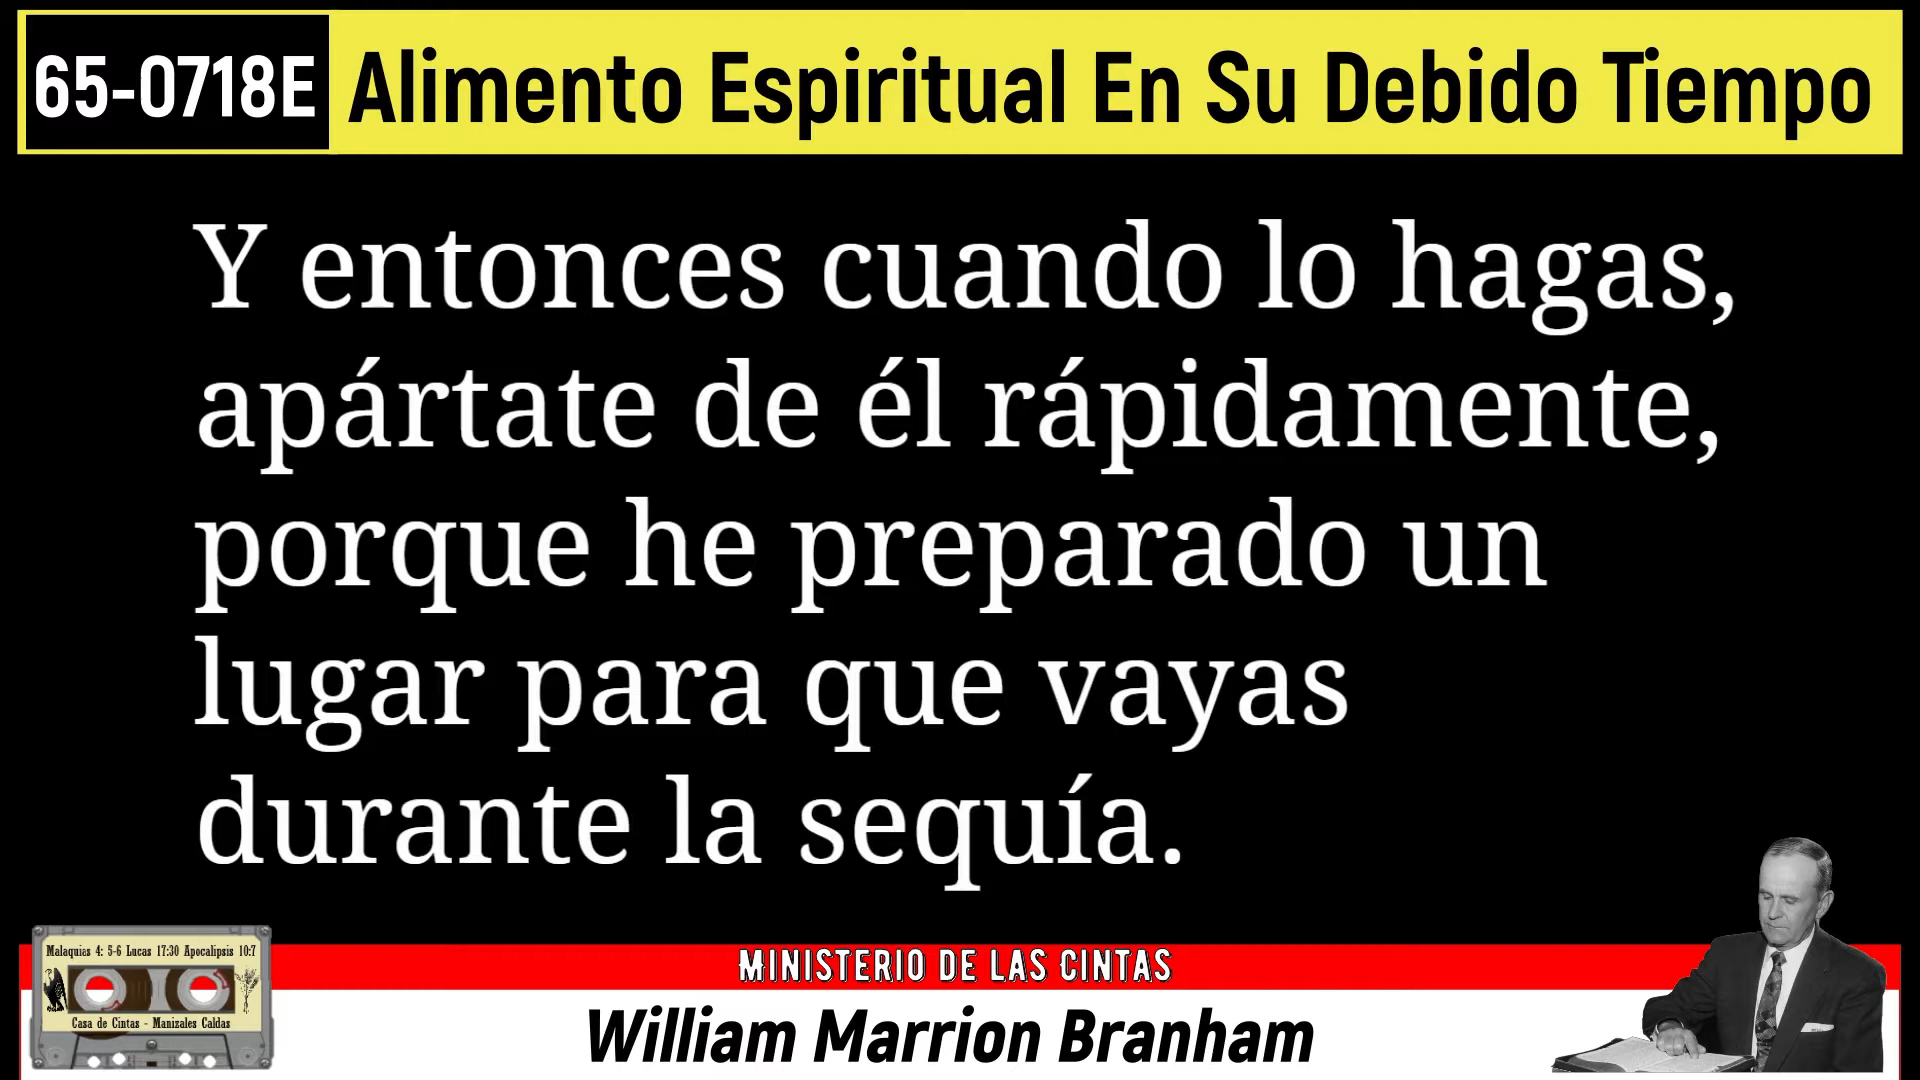 65-0718E Alimento Espiritual En Su Debido Tiempo
Y entonces cuando lo hagas,
apártate de él rápidamente,
porque he preparado un
lugar para que vayas
durante la sequía.
Malaquias 4: 5-6 Lucas 17:30 Apocalipsis 10:7
Casa de Cintas - Manizales Caldas
MINISTERIO DE LAS CINTAS
William Marrion Branham